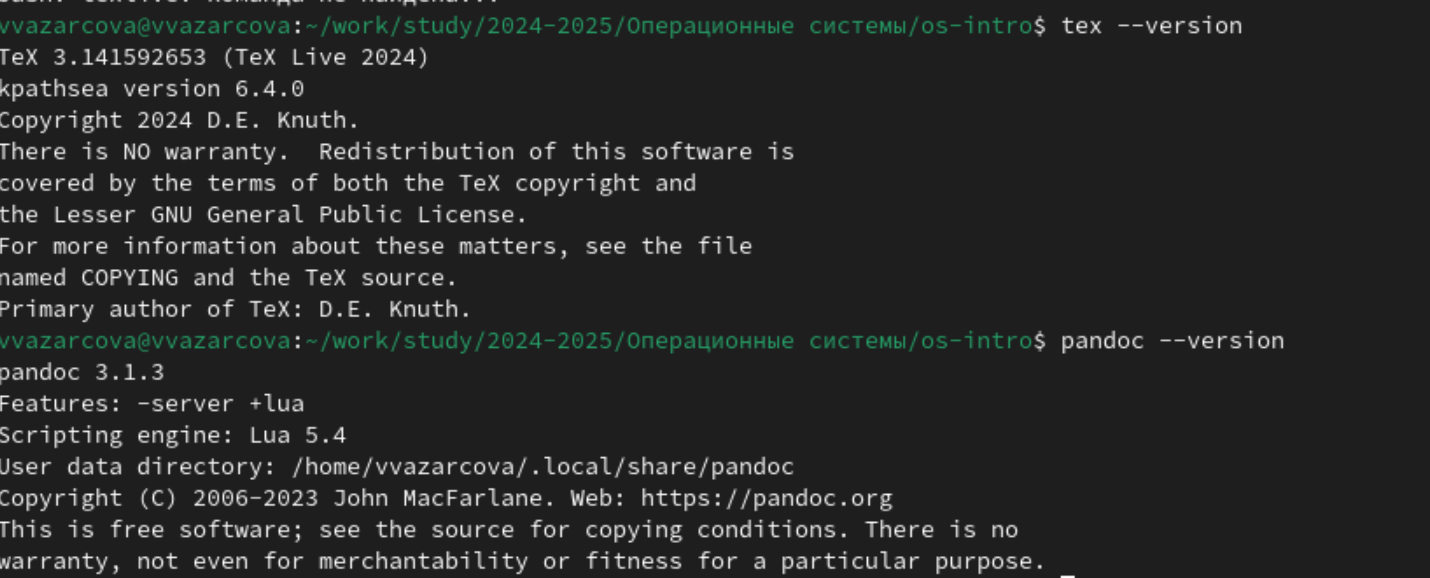 vvazarcova@vvazarcova:~/work/study/2024-2025/Операционные системы/os-intro$ tex --version
TeX 3.141592653 (TeX Live 2024)
kpathsea version 6.4.0
Copyright 2024 D.E. Knuth.
There is NO warranty.  Redistribution of this software is
covered by the terms of both the TeX copyright and
the Lesser GNU General Public License.
For more information about these matters, see the file
named COPYING and the TeX source.
Primary author of TeX: D.E. Knuth.
vvazarcova@vvazarcova:~/work/study/2024-2025/Операционные системы/os-intro$ pandoc --version
pandoc 3.1.3
Features: -server +lua
Scripting engine: Lua 5.4
User data directory: /home/vvazarcova/.local/share/pandoc
Copyright (C) 2006-2023 John MacFarlane. Web: https://pandoc.org
This is free software; see the source for copying conditions. There is no
warranty, not even for merchantability or fitness for a particular purpose.